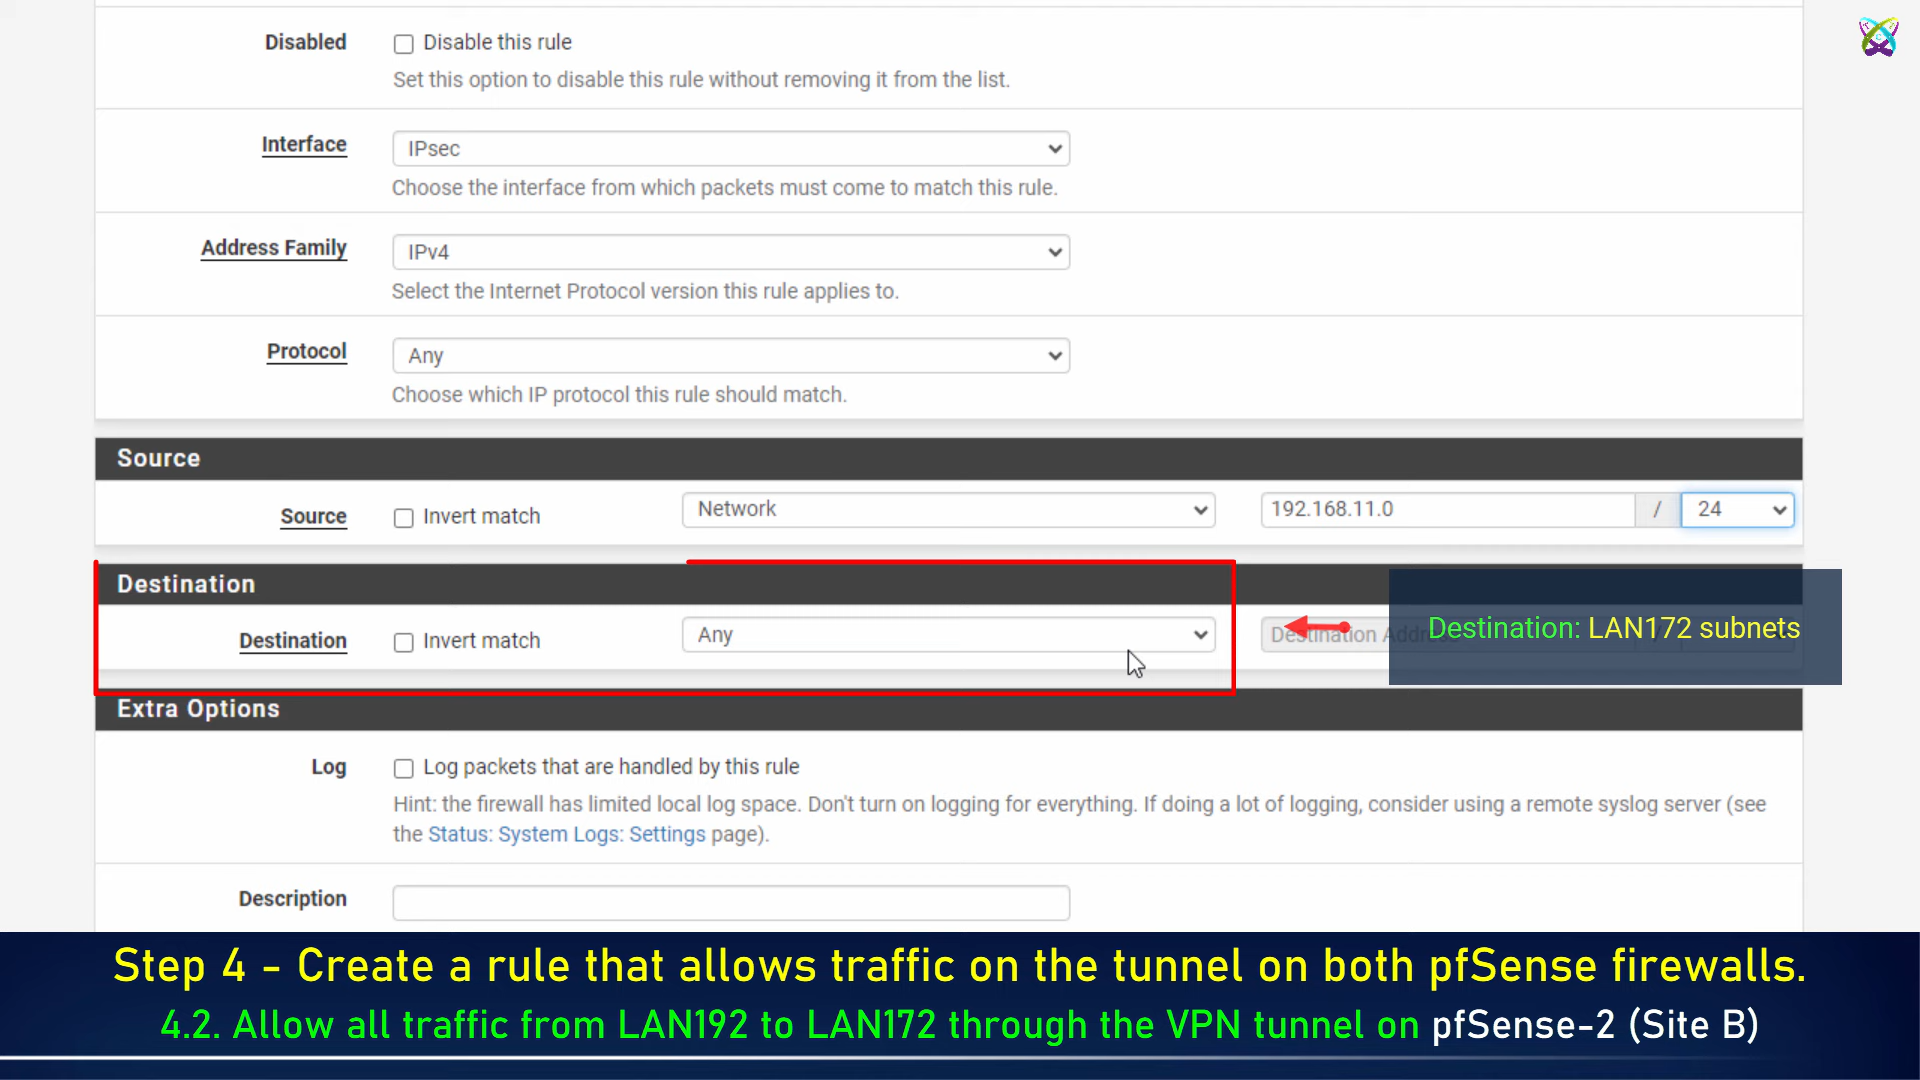 Disabled
Disable this rule
Set this option to disable this rule without removing it from the list.
Interface
IPsec
Choose the interface from which packets must come to match this rule.
Address Family
IPv4
Select the Internet Protocol version this rule applies to.
Protocol
Any
Choose which IP protocol this rule should match.
Source
Source
Invert match
Network
192.168.11.0
/
24
Destination
Destination
Invert match
Any
Destination Address
Destination: LAN172 subnets
Extra Options
Log
Log packets that are handled by this rule
Hint: the firewall has limited local log space. Don't turn on logging for everything. If doing a lot of logging, consider using a remote syslog server (see
the Status: System Logs: Settings page).
Description
Step 4 - Create a rule that allows traffic on the tunnel on both pfSense firewalls.
4.2. Allow all traffic from LAN192 to LAN172 through the VPN tunnel on pfSense-2 (Site B)